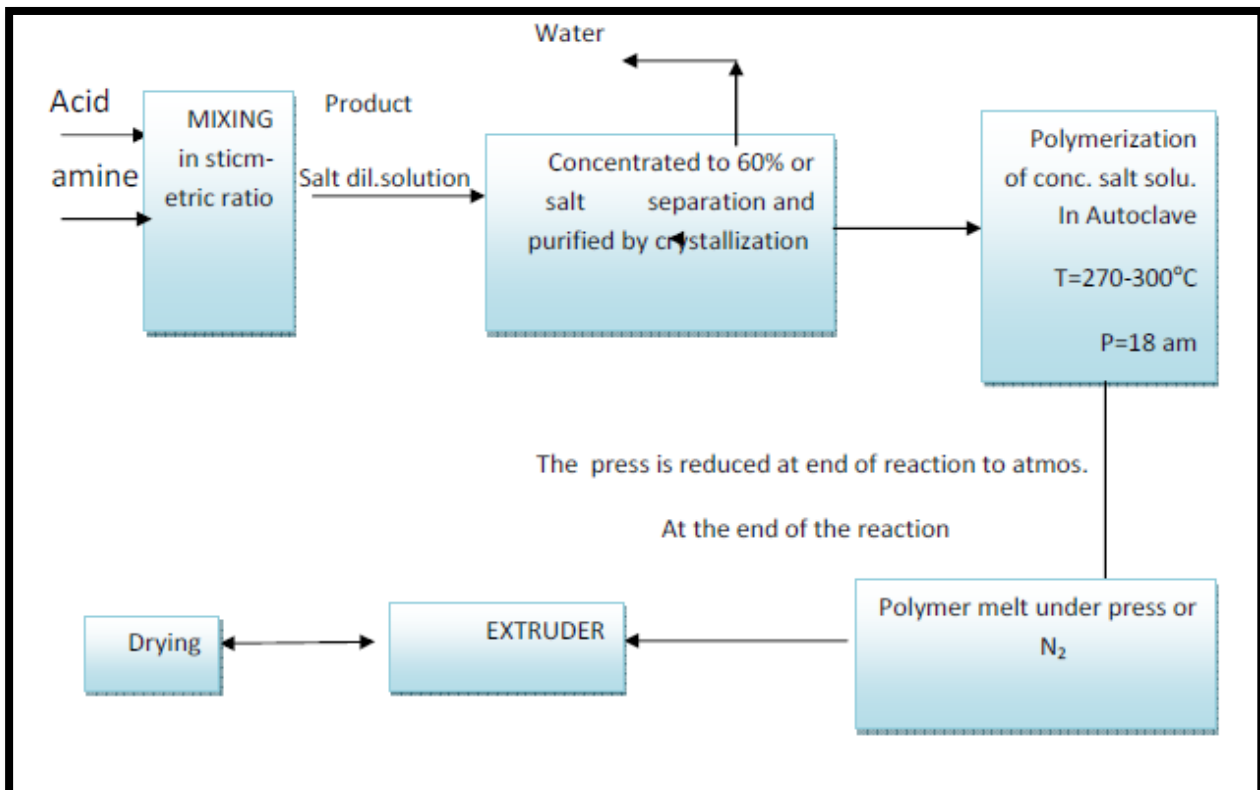 Water
Acid
amine
MIXING
in sticm-
etric ratio
Product
Salt dil.solution
Concentrated to 60% or
salt separation and
purified by crystallization
Polymerization
of conc. salt solu.
In Autoclave
T=270-300°C
P=18 am
The press is reduced at end of reaction to atmos.
At the end of the reaction
Polymer melt under press or
N₂
EXTRUDER
Drying